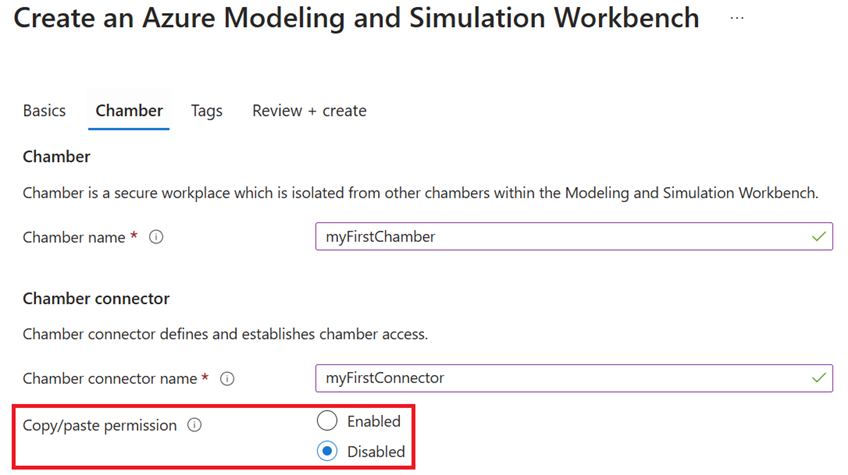 Create an Azure Modeling and Simulation Workbench ...
Basics Chamber Tags Review + create
Chamber
Chamber is a secure workplace which is isolated from other chambers within the Modeling and Simulation Workbench.
Chamber name * myFirstChamber
Chamber connector
Chamber connector defines and establishes chamber access.
Chamber connector name * myFirstConnector
Copy/paste permission Enabled
Disabled